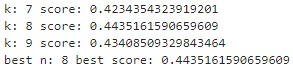 k: 7 score: 0.4234354323919201
k: 8 score: 0.4435161590659609
k: 9 score: 0.43408509329843464
best n: 8 best score: 0.4435161590659609